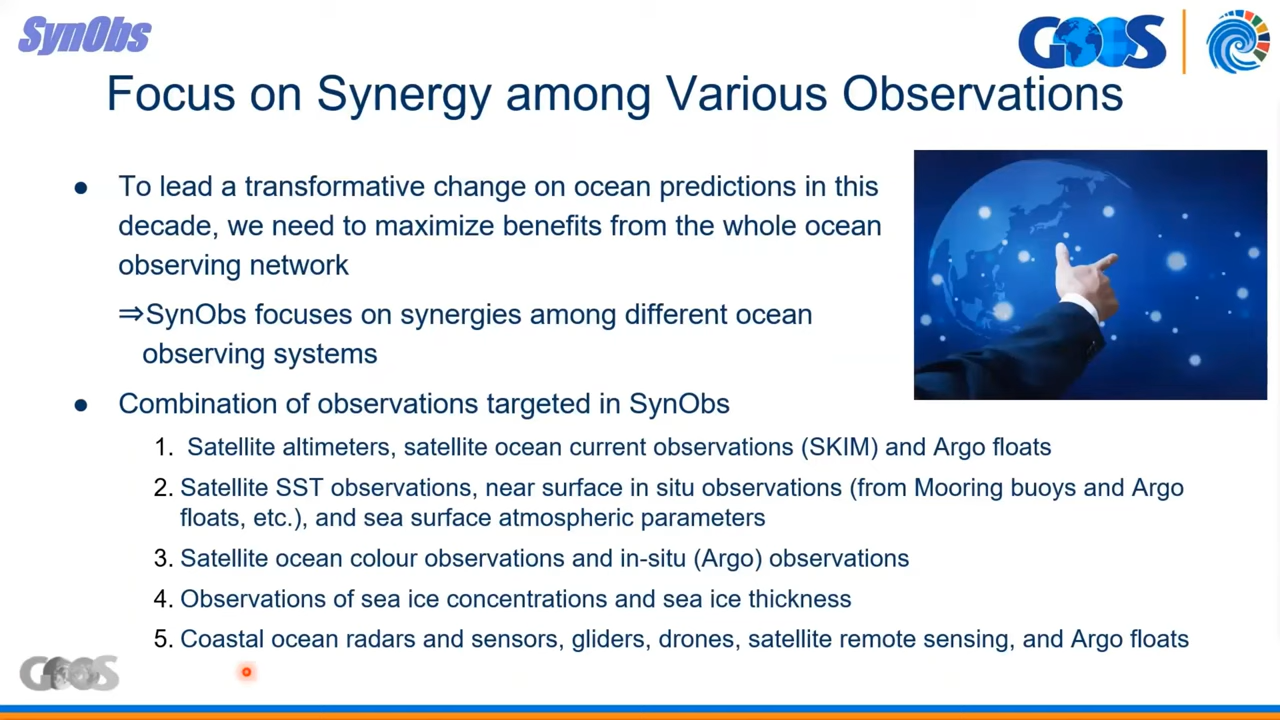 SynObs
GOOS
Focus on Synergy among Various Observations
● To lead a transformative change on ocean predictions in this
decade, we need to maximize benefits from the whole ocean
observing network
⇒SynObs focuses on synergies among different ocean
observing systems
● Combination of observations targeted in SynObs
1. Satellite altimeters, satellite ocean current observations (SKIM) and Argo floats
2. Satellite SST observations, near surface in situ observations (from Mooring buoys and Argo
floats, etc.), and sea surface atmospheric parameters
3. Satellite ocean colour observations and in-situ (Argo) observations
4. Observations of sea ice concentrations and sea ice thickness
5. Coastal ocean radars and sensors, gliders, drones, satellite remote sensing, and Argo floats
GOOS